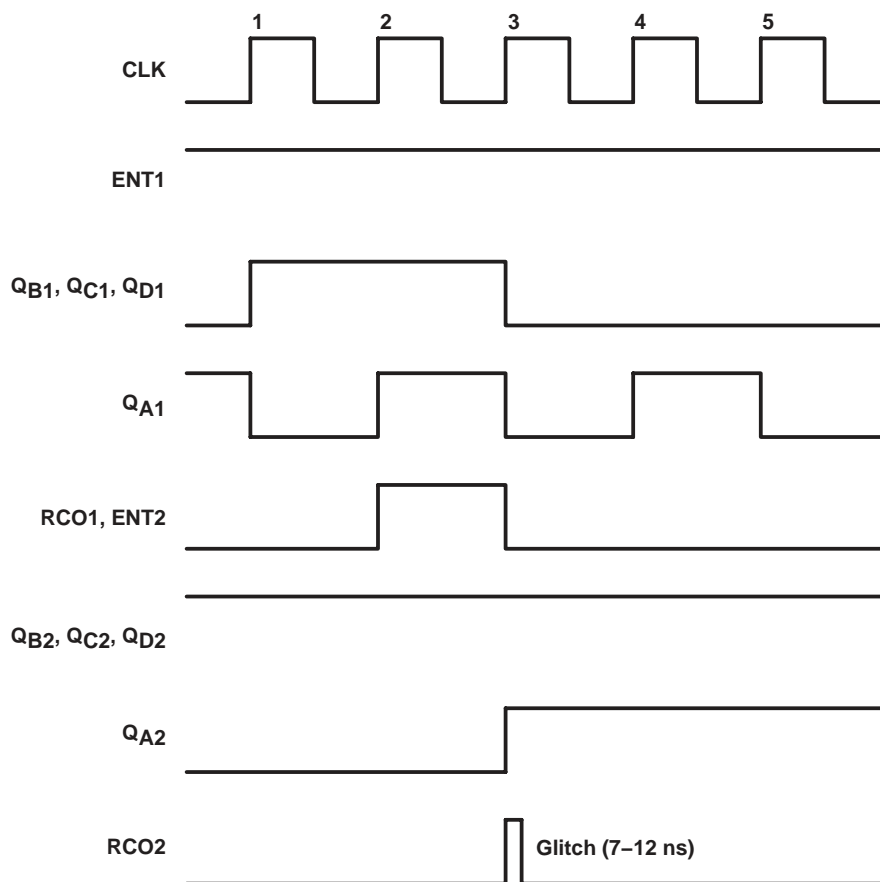 1 2 3 4 5
CLK
ENT1
QB1, QC1, QD1
QA1
RCO1, ENT2
QB2, QC2, QD2
QA2
RCO2 Glitch (7–12 ns)